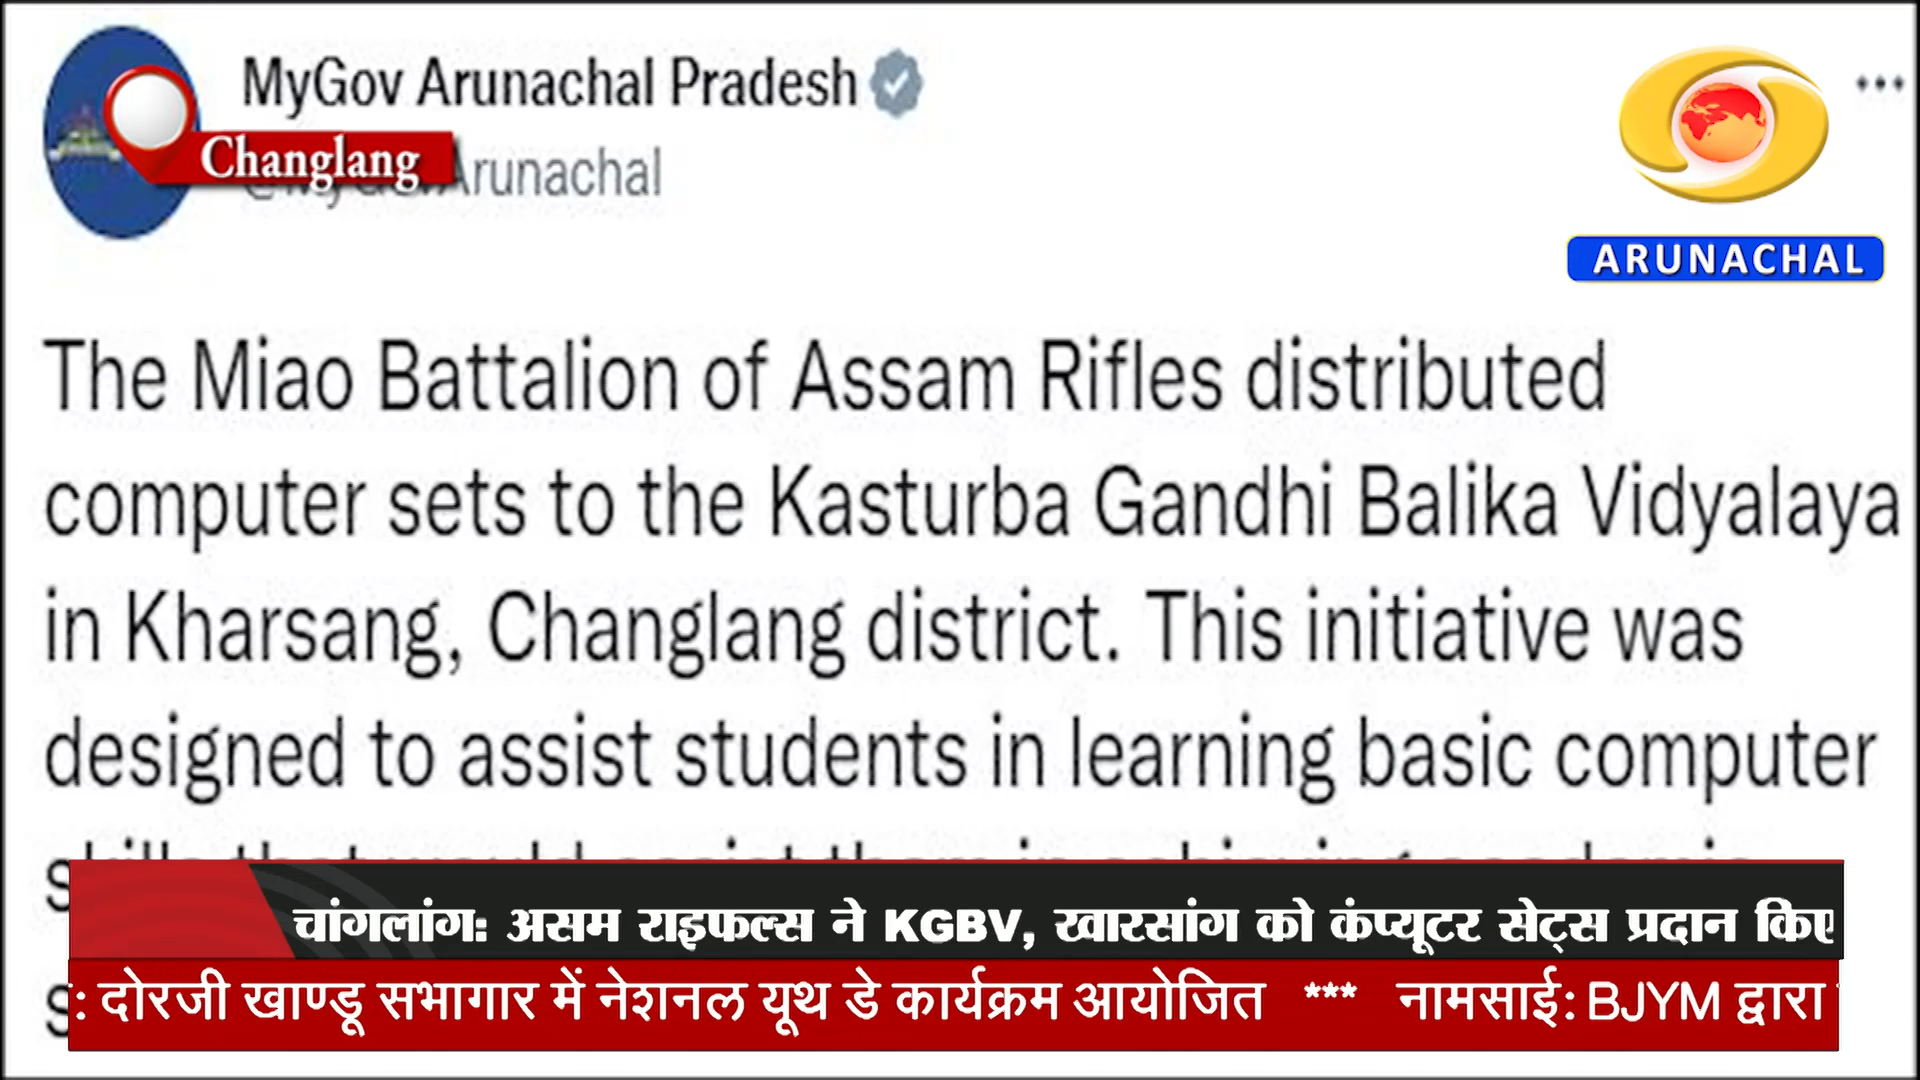 MyGov Arunachal Pradesh
Changlang
Arunachal
ARUNACHAL
The Miao Battalion of Assam Rifles distributed
computer sets to the Kasturba Gandhi Balika Vidyalaya
in Kharsang, Changlang district. This initiative was
designed to assist students in learning basic computer
चांगलांग: असम राइफल्स ने KGBV, खारसांग को कंप्यूटर सेट्स प्रदान किए
: दोरजी खाण्डू सभागार में नेशनल यूथ डे कार्यक्रम आयोजित *** नामसाई: BJYM द्वारा